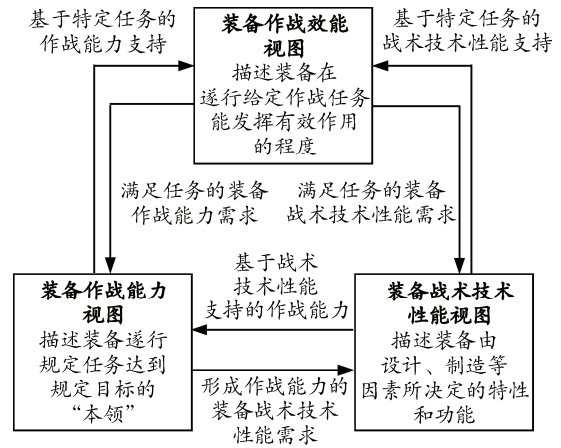 基于特定任务的
作战能力支持
装备作战效能
视图
描述装备在
遂行给定作战任务
能发挥有效作用
的程度
基于特定任务的
战术技术性能支持
满足任务的装备
作战能力需求
满足任务的装备
战术技术性能需求
装备作战能力
视图
描述装备遂行
规定任务达到
规定目标的
“本领”
基于战术
技术性能
支持的作战能力
形成作战能力的
装备战术技术
性能需求
装备战术技术
性能视图
描述装备由
设计、制造等
因素所决定的特性
和功能